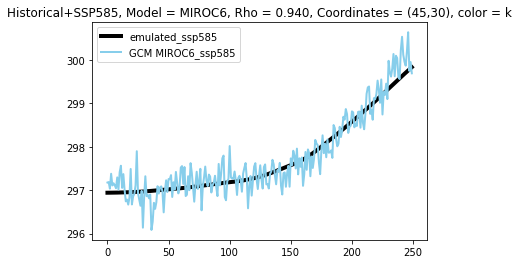 Historical+SSP585, Model = MIROC6, Rho = 0.940, Coordinates = (45,30), color = k
emulated_ssp585
GCM MIROC6_ssp585
300
299
298
297
296
0 50 100 150 200 250